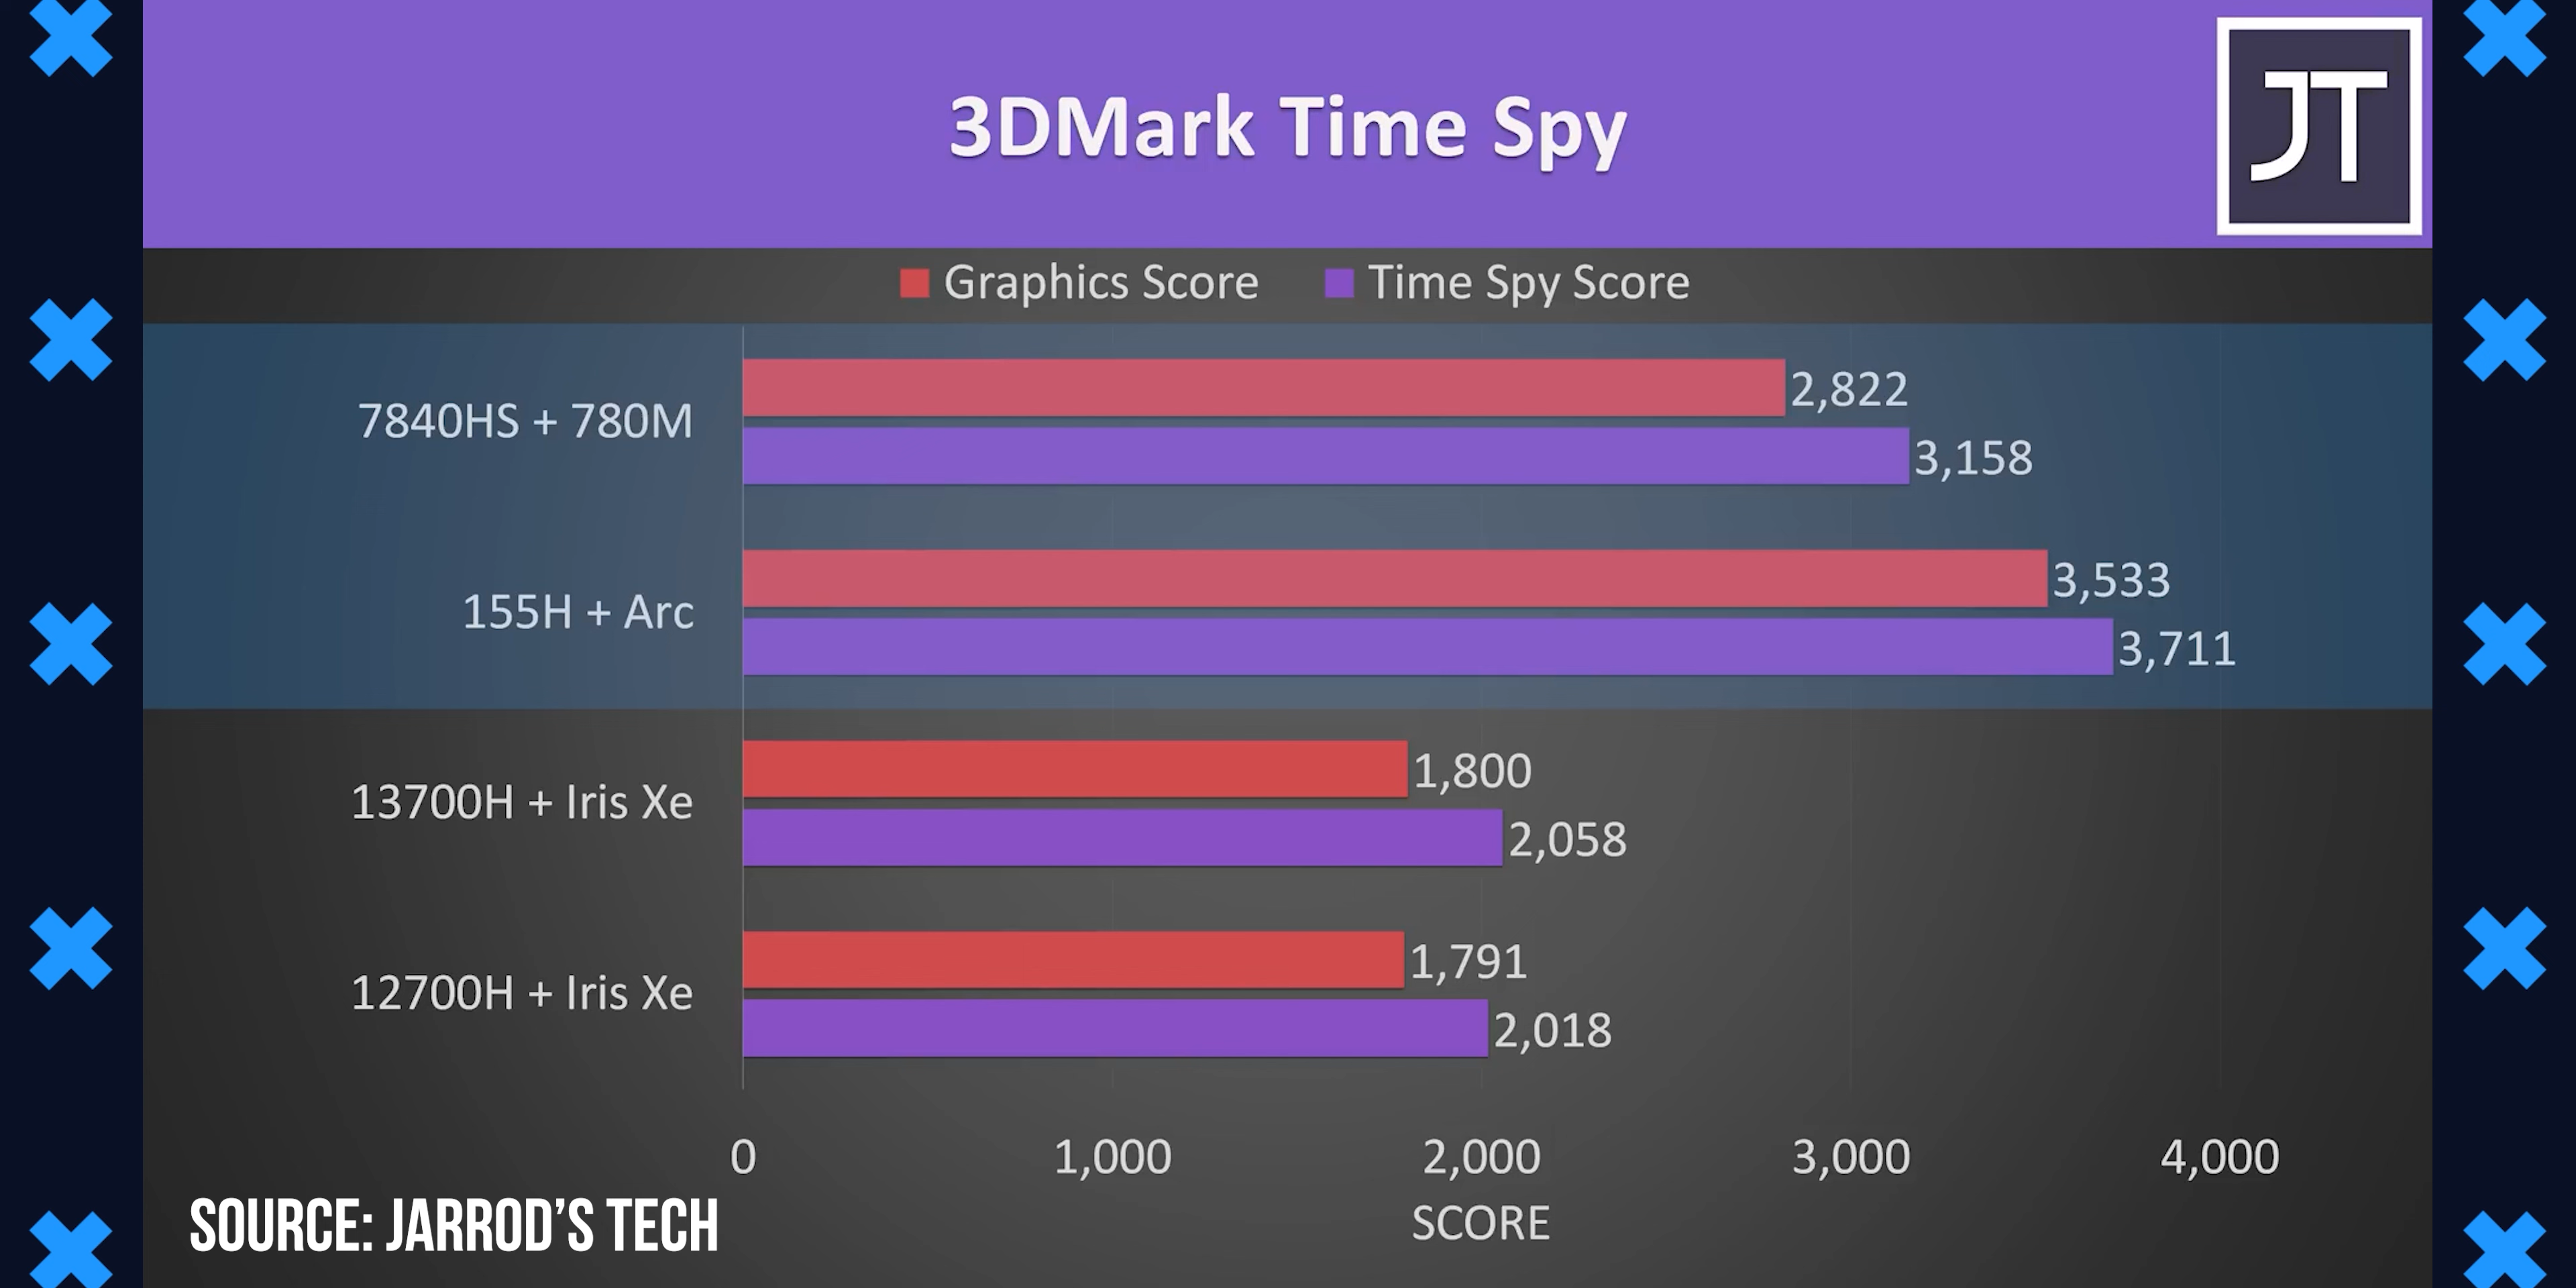 3DMark Time Spy
JT
Graphics Score
Time Spy Score
7840HS + 780M
2,822
3,158
155H + Arc
3,533
3,711
13700H + Iris Xe
1,800
2,058
12700H + Iris Xe
1,791
2,018
0 1,000 2,000 3,000 4,000
SCORE
SOURCE: JARROD'S TECH